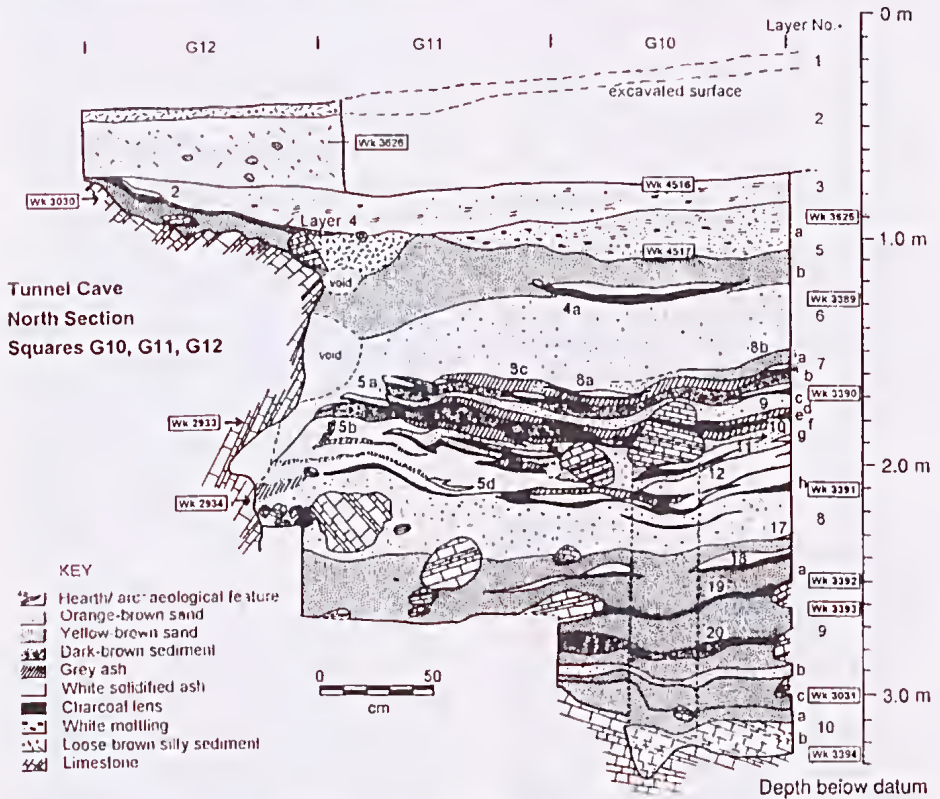 0 m
Layer No.
G12
G11
G10
1
excavated surface
2
Wk 3626
Wk 4516
3
Wk 3030
2
Wk 3625
Layer 4
a
5
1.0 m
Wk 4517
b
void
Tunnel Cave
North Section
Squares G10, G11, G12
4a
Wk 3389
6
void
8b
a
7
b
8c
8a
5a
c
Wk 3390
9
d
e
f
10
g
Wk 2933
5b
11
2.0 m
12
5d
h
Wk 3391
Wk 2934
8
17
KEY
18
a
Hearth/ archaeological feature
19
Wk 3392
Orange-brown sand
Wk 3393
Yellow-brown sand
20
9
Dark-brown sediment
Grey ash
b
White solidified ash
0 50
cm
c
Wk 3031
3.0 m
Charcoal lens
a
10
White mottling
b
Loose brown silty sediment
Wk 3394
Limestone
Depth below datum